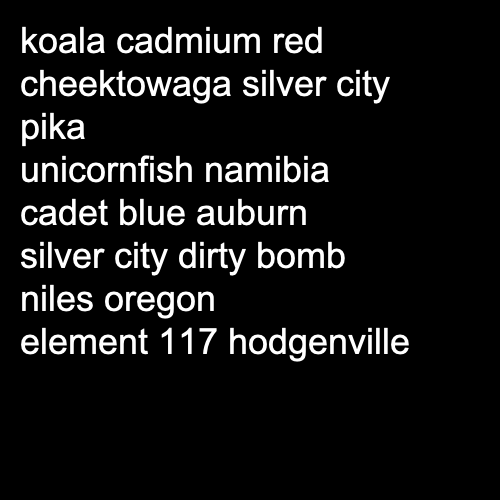 koala cadmium red
cheektowaga silver city
pika
unicornfish namibia
cadet blue auburn
silver city dirty bomb
niles oregon
element 117 hodgenville